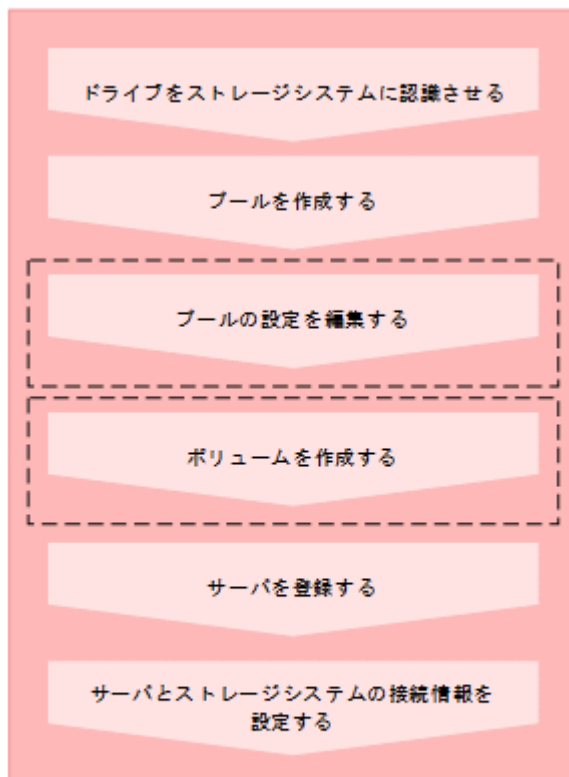 ドライブをストレージシステムに認識させる
プールを作成する
プールの設定を編集する
ボリュームを作成する
サーバを登録する
サーバとストレージシステムの接続情報を
設定する